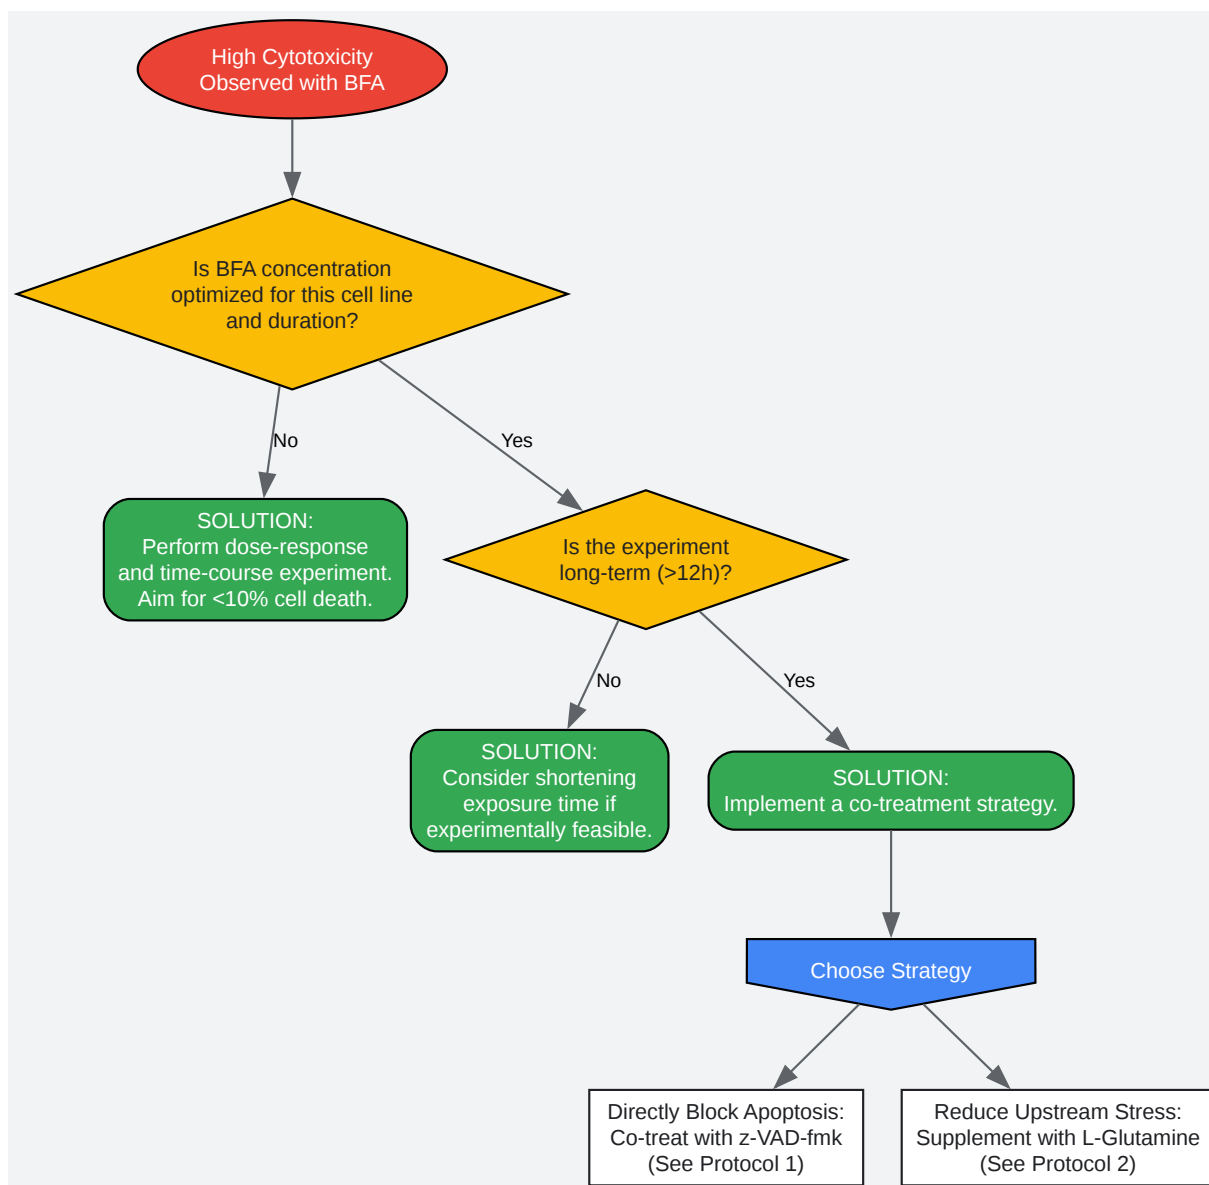 High Cytotoxicity
Observed with BFA
Is BFA concentration
optimized for this cell line
and duration?
No
Yes
SOLUTION:
Perform dose-response
and time-course experiment.
Aim for <10% cell death.
Is the experiment
long-term (>12h)?
No
Yes
SOLUTION:
Consider shortening
exposure time if
experimentally feasible.
SOLUTION:
Implement a co-treatment strategy.
Choose Strategy
Directly Block Apoptosis:
Co-treat with z-VAD-fmk
(See Protocol 1)
Reduce Upstream Stress:
Supplement with L-Glutamine
(See Protocol 2)